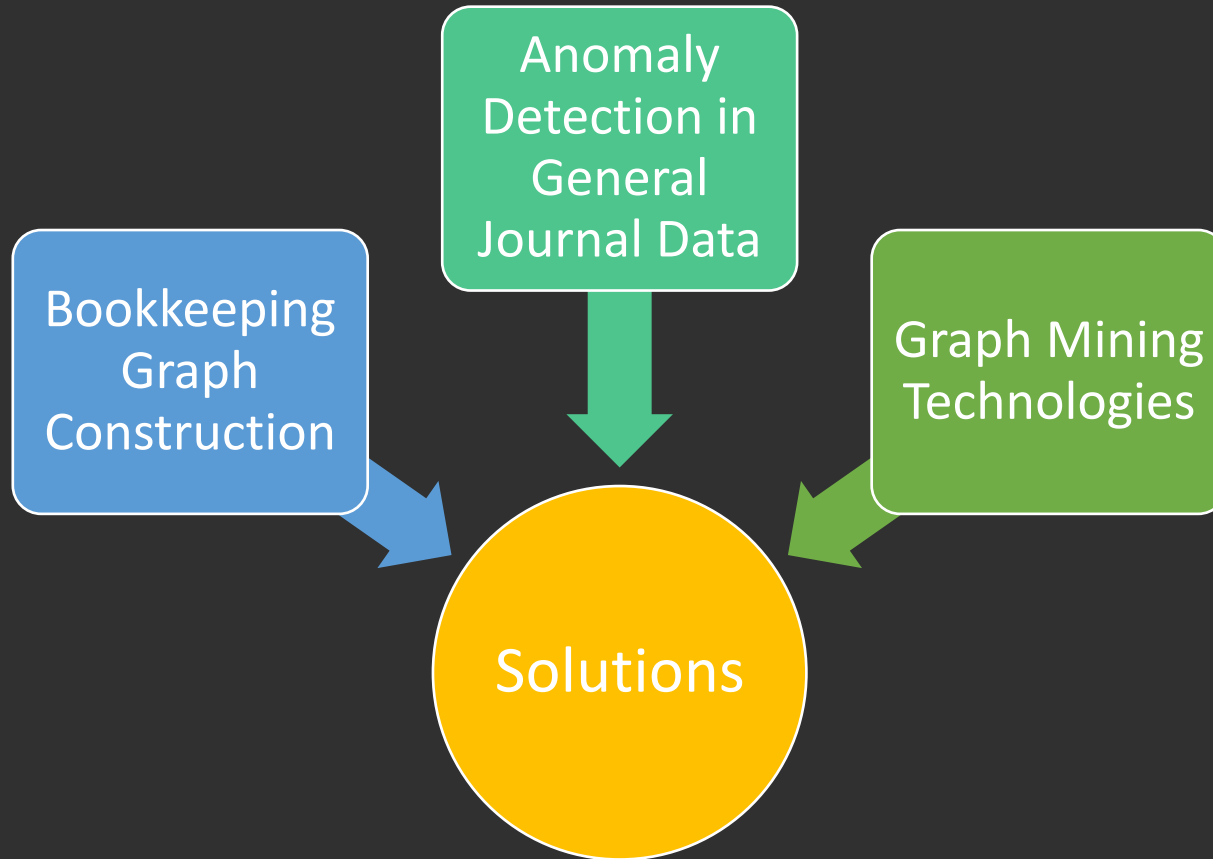 Anomaly
Detection in
General
Journal Data
Bookkeeping
Graph
Construction
Graph Mining
Technologies
Solutions